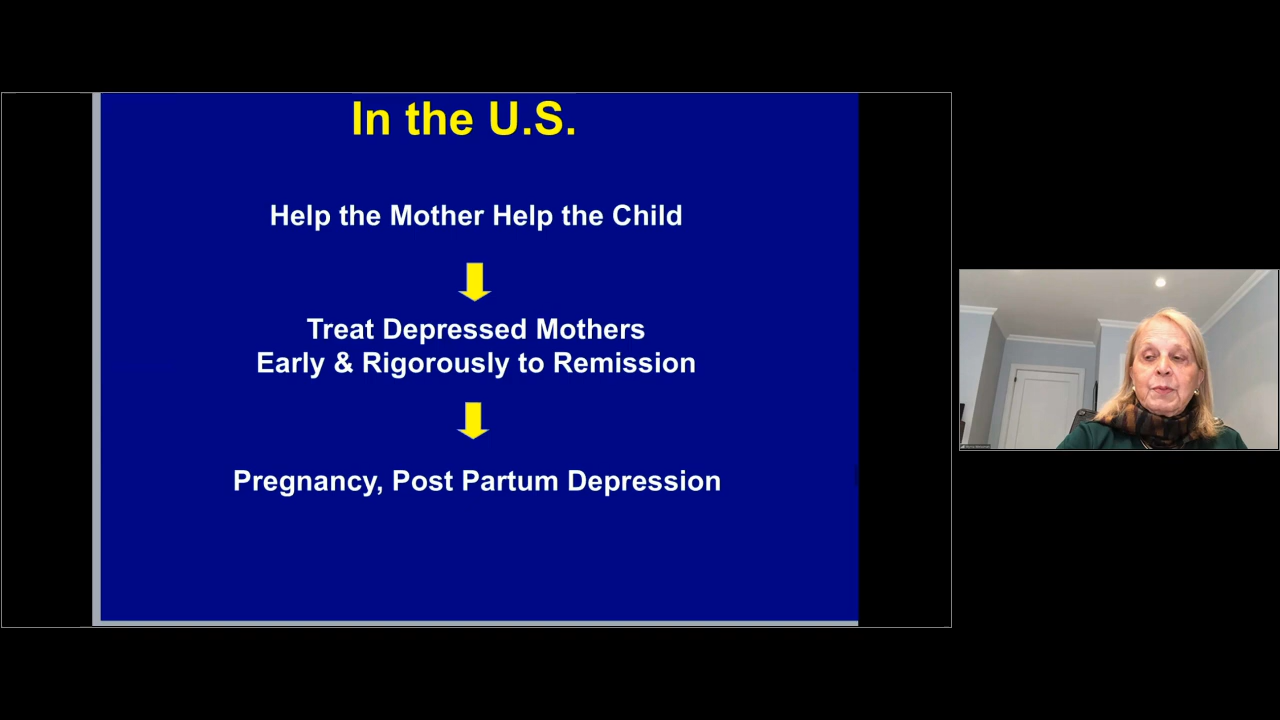 In the U.S.
Help the Mother Help the Child
Treat Depressed Mothers
Early & Rigorously to Remission
Pregnancy, Post Partum Depression